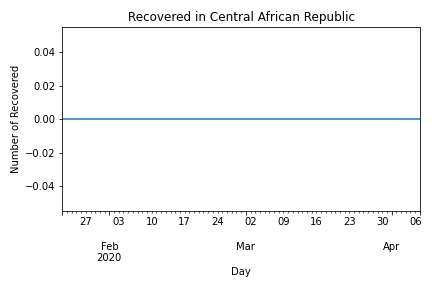 Recovered in Central African Republic
Number of Recovered
0.04
0.02
0.00
−0.02
−0.04
27 03 10 17 24 02 09 16 23 30 06
Feb Mar Apr
2020
Day